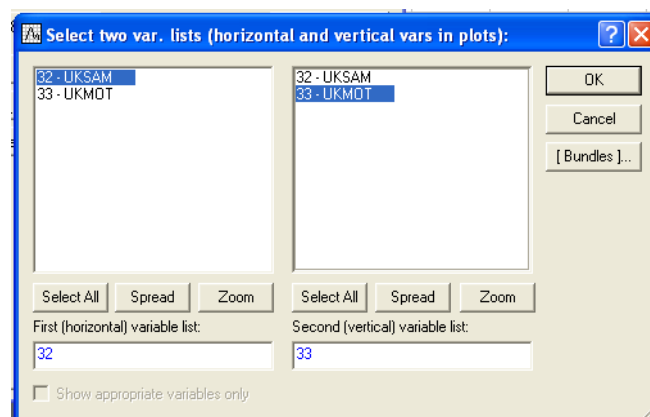 Select two var. lists (horizontal and vertical vars in plots):
32 - UKSAM
33 - UKMOT
32 - UKSAM
33 - UKMOT
OK
Cancel
[ Bundles ]...
Select All Spread Zoom
Select All Spread Zoom
First (horizontal) variable list:
Second (vertical) variable list:
32
33
Show appropriate variables only